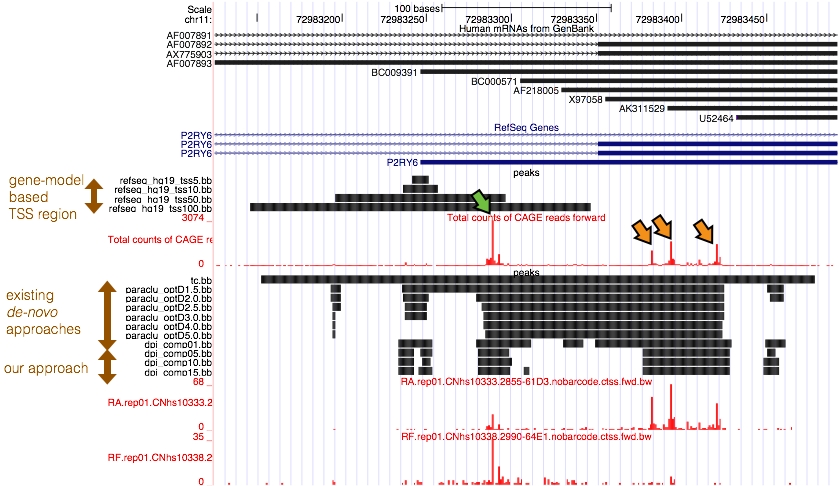 Scale 100 bases
chr11: 72983200 72983250 72983300 72983350 72983400 72983450
Human mRNAs from GenBank
AF007891
AF007892
AX775903
AF007893
BC009391
BC000571
AF218005
X97058
AK311529
U52464
RefSeq Genes
P2RY6
P2RY6
P2RY6
P2RY6
peaks
gene-model
based
TSS region
refseq_hg19_tss5.bb
refseq_hg19_tss10.bb
refseq_hg19_tss50.bb
refseq_hg19_tss100.bb
3074
Total counts of CAGE reads forward
Total counts of CAGE re
0
peaks
existing
de-novo
approaches
tc.bb
paraclu_optD1.5.bb
paraclu_optD2.0.bb
paraclu_optD2.5.bb
paraclu_optD3.0.bb
paraclu_optD4.0.bb
paraclu_optD5.0.bb
our approach
dpi_comp01.bb
dpi_comp05.bb
dpi_comp10.bb
dpi_comp15.bb
68
RA.rep01.CNhs10333.2855-61D3.nobarcode.ctss.fwd.bw
RA.rep01.CNhs10333.2
0
35
RF.rep01.CNhs10338.2990-64E1.nobarcode.ctss.fwd.bw
RF.rep01.CNhs10338.2
0